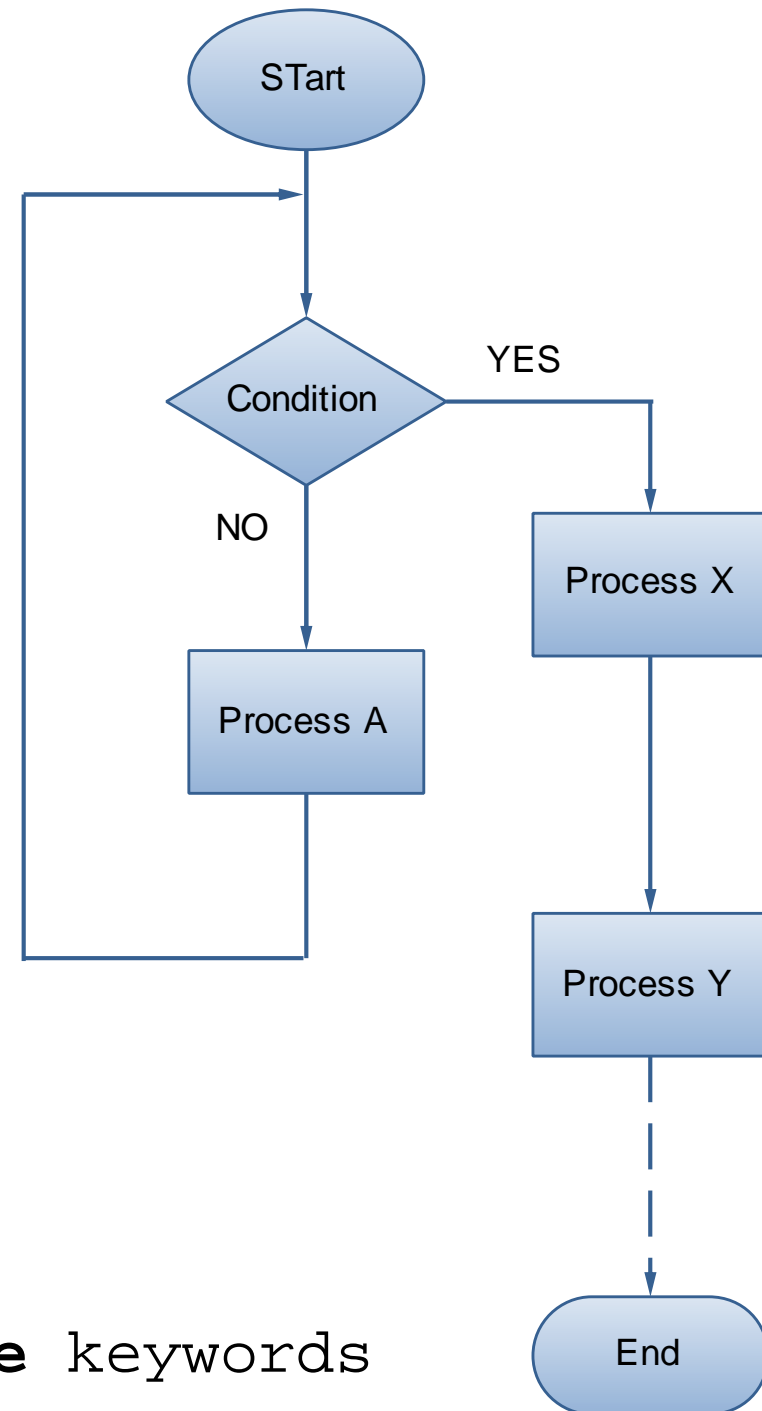 STart
Condition
YES
NO
Process X
Process A
Process Y
e keywords
End